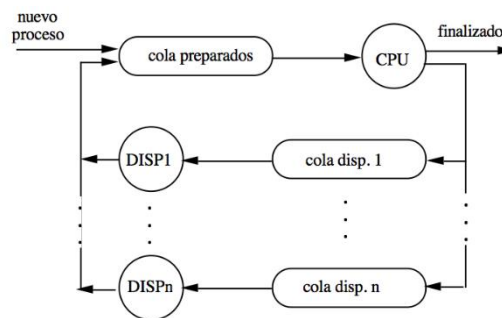 nuevo
proceso
cola preparados
CPU
finalizado
DISP1
cola disp. 1
DISPn
cola disp. n